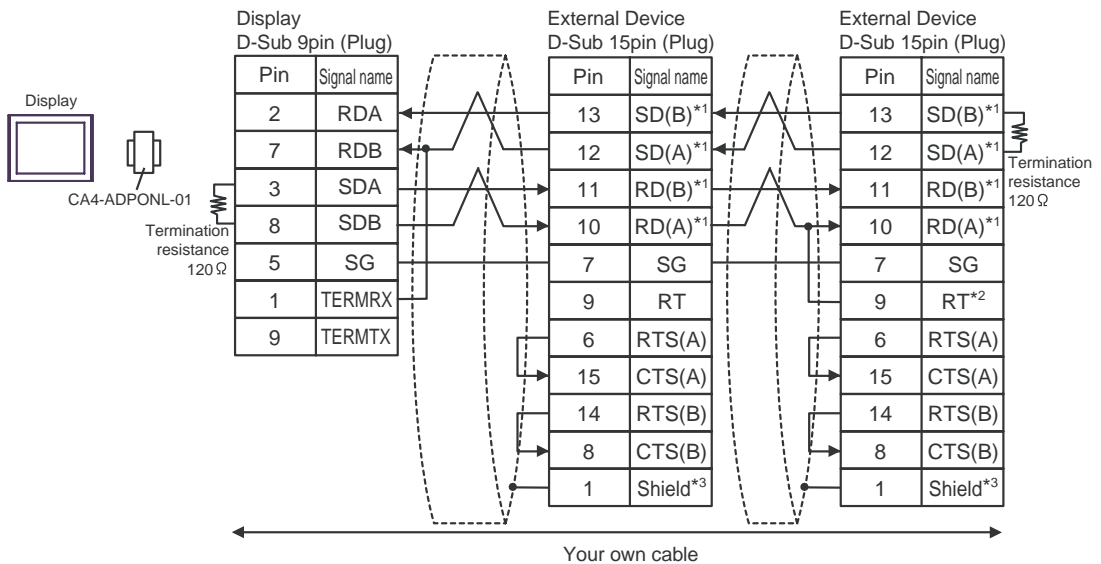 Display
CA4-ADPONL-01
Display
D-Sub 9pin (Plug)
Pin Signal name
2 RDA
7 RDB
3 SDA
8 SDB
5 SG
1 TERMRX
9 TERMTX
Termination
resistance
120Ω
External Device
D-Sub 15pin (Plug)
Pin Signal name
13 SD(B)*1
12 SD(A)*1
11 RD(B)*1
10 RD(A)*1
7 SG
9 RT
6 RTS(A)
15 CTS(A)
14 RTS(B)
8 CTS(B)
1 Shield*3
External Device
D-Sub 15pin (Plug)
Pin Signal name
13 SD(B)*1
12 SD(A)*1
11 RD(B)*1
10 RD(A)*1
7 SG
9 RT*2
6 RTS(A)
15 CTS(A)
14 RTS(B)
8 CTS(B)
1 Shield*3
Termination
resistance
120Ω
Your own cable